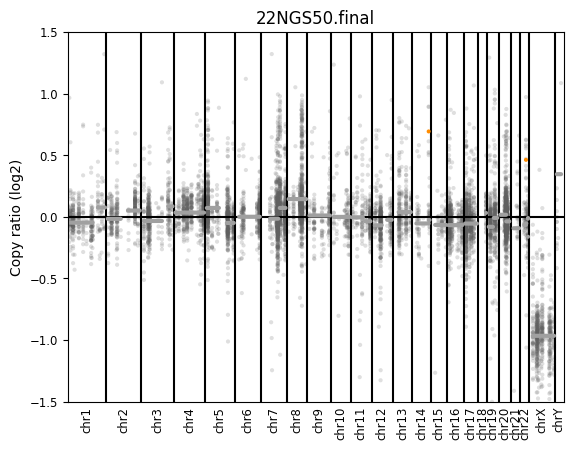 22NGS50.final
Copy ratio (log2)
1.5
1.0
0.5
0.0
−0.5
−1.0
−1.5
chr1
chr2
chr3
chr4
chr5
chr6
chr7
chr8
chr9
chr10
chr11
chr12
chr13
chr14
chr15
chr16
chr17
chr18
chr19
chr20
chr21
chr22
chrX
chrY